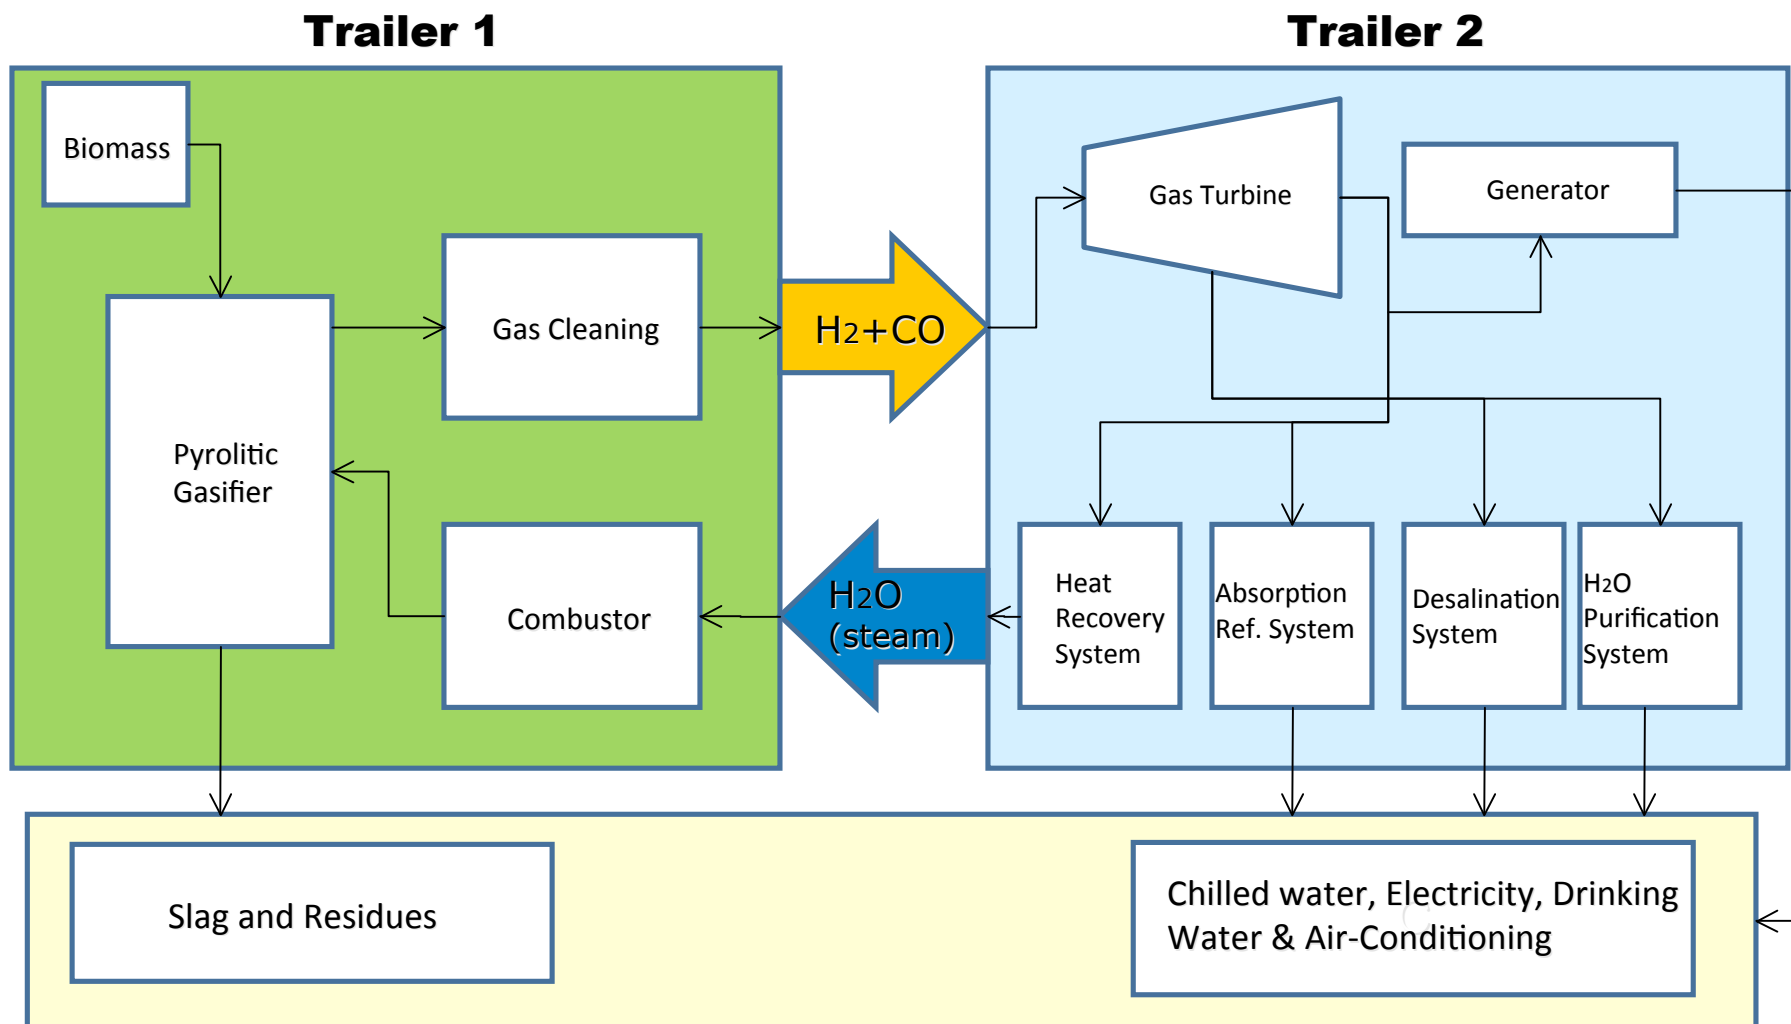 Trailer 1
Trailer 2
Biomass
Gas Turbine
Generator
Gas Cleaning
H2+CO
Pyrolitic
Gasifier
Combustor
H2O
(steam)
Heat
Recovery
System
Absorption
Ref. System
Desalination
System
H2O
Purification
System
Slag and Residues
Chilled water, Electricity, Drinking
Water & Air-Conditioning